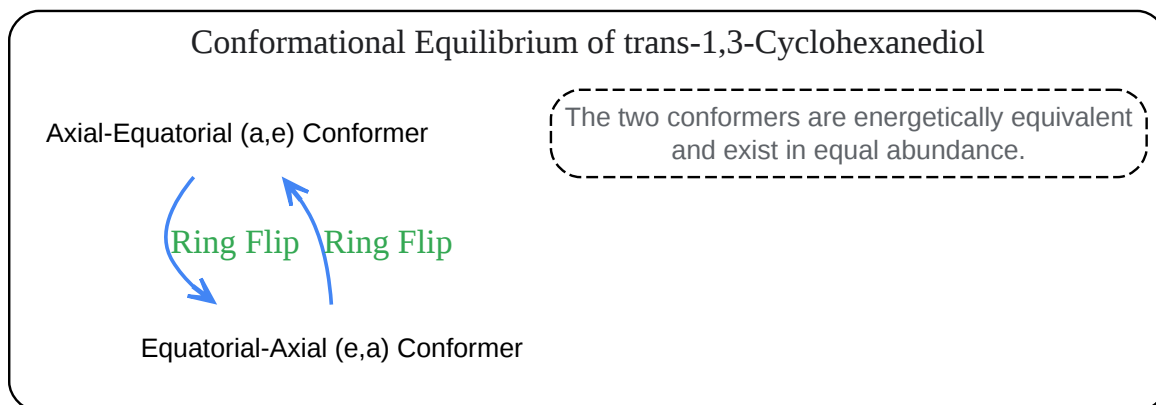 Conformational Equilibrium of trans-1,3-Cyclohexanediol
The two conformers are energetically equivalent
and exist in equal abundance.
Axial-Equatorial (a,e) Conformer
Ring Flip
Ring Flip
Equatorial-Axial (e,a) Conformer